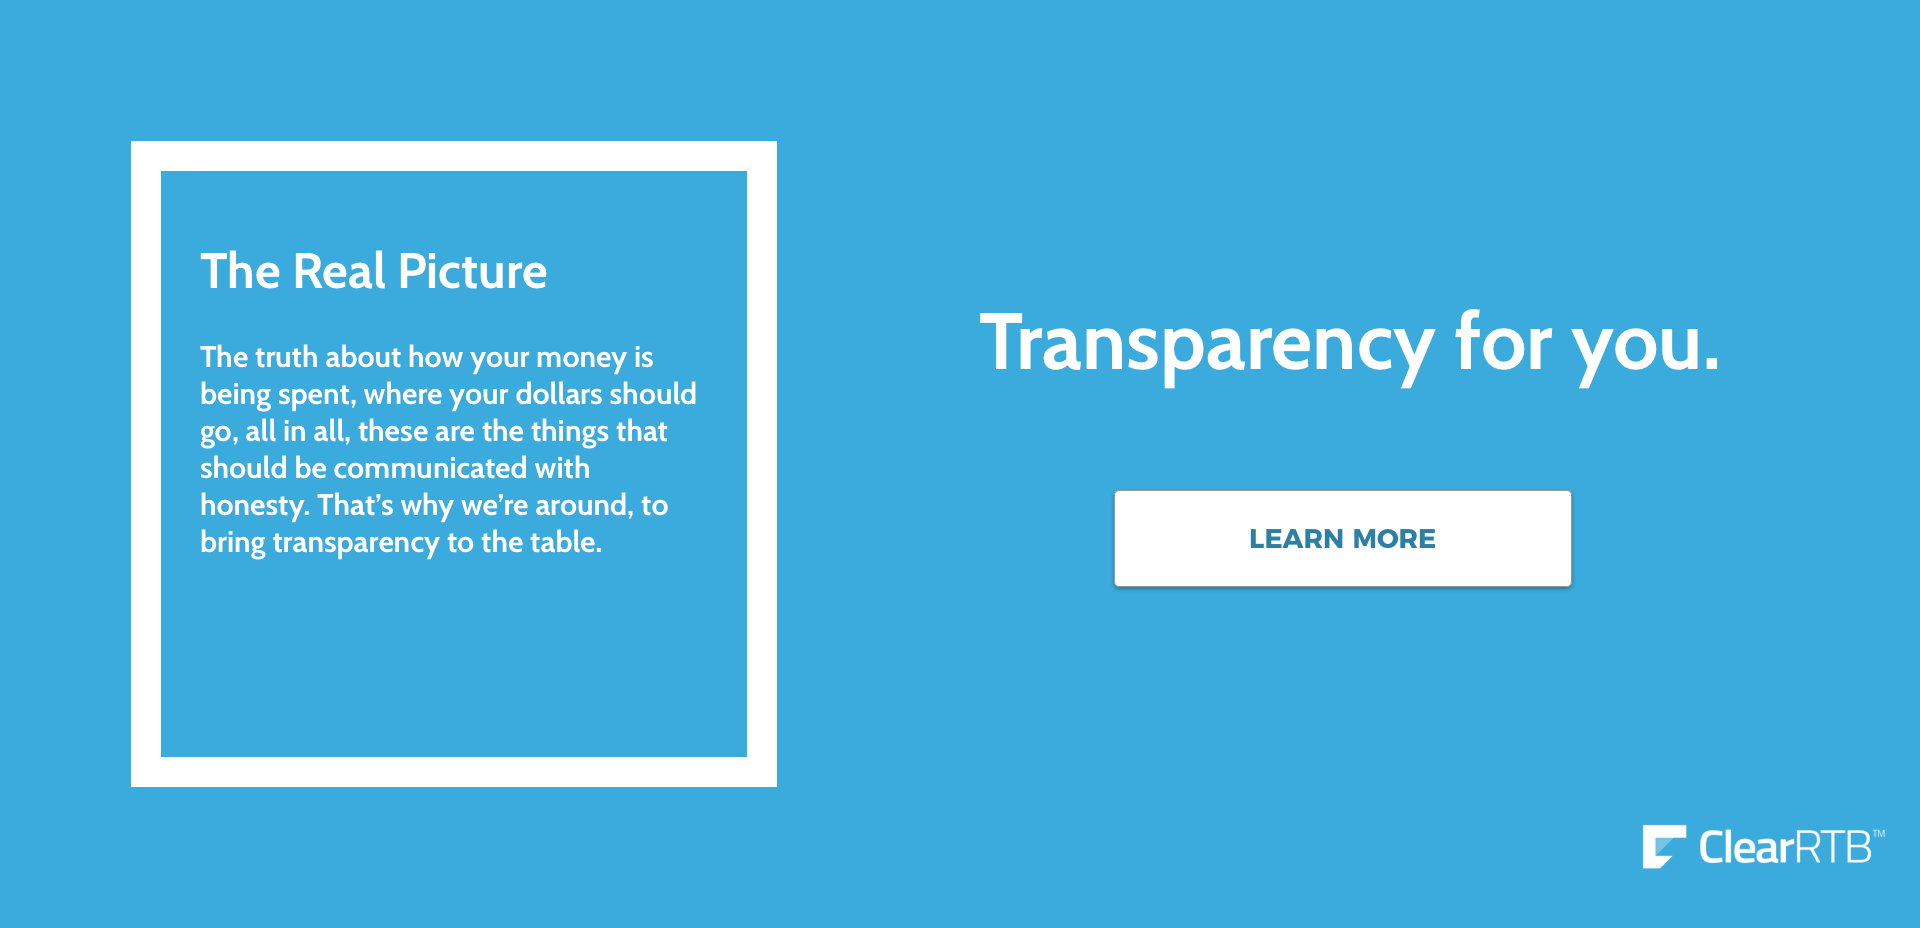 The Real Picture
The truth about how your money is
being spent, where your dollars should
go, all in all, these are the things that
should be communicated with
honesty. That’s why we’re around, to
bring transparency to the table.
Transparency for you.
LEARN MORE
ClearRTB™